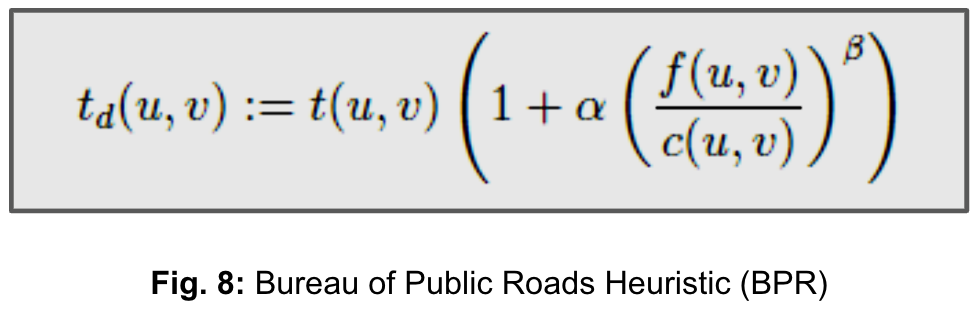 t_d(u, v) := t(u, v) (1 + α (f(u, v) / c(u, v))^β)
Fig. 8: Bureau of Public Roads Heuristic (BPR)